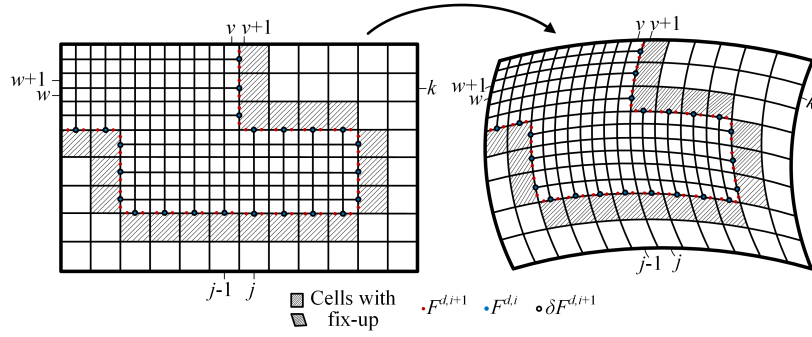 v v+1
v v+1
w+1
w
k
w+1
w
k
j-1 j
j-1 j
Cells with
fix-up
F^{d,i+1} F^{d,i} δF^{d,i+1}